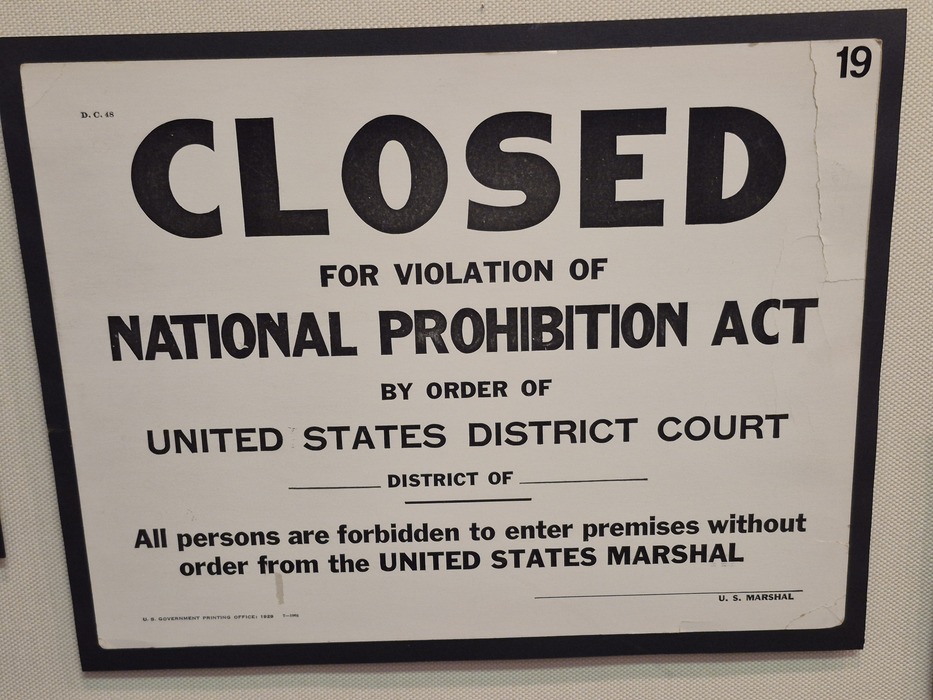 19
D. C. 48
CLOSED
FOR VIOLATION OF
NATIONAL PROHIBITION ACT
BY ORDER OF
UNITED STATES DISTRICT COURT
DISTRICT OF
All persons are forbidden to enter premises without
order from the UNITED STATES MARSHAL
U. S. MARSHAL
U. S. GOVERNMENT PRINTING OFFICE: